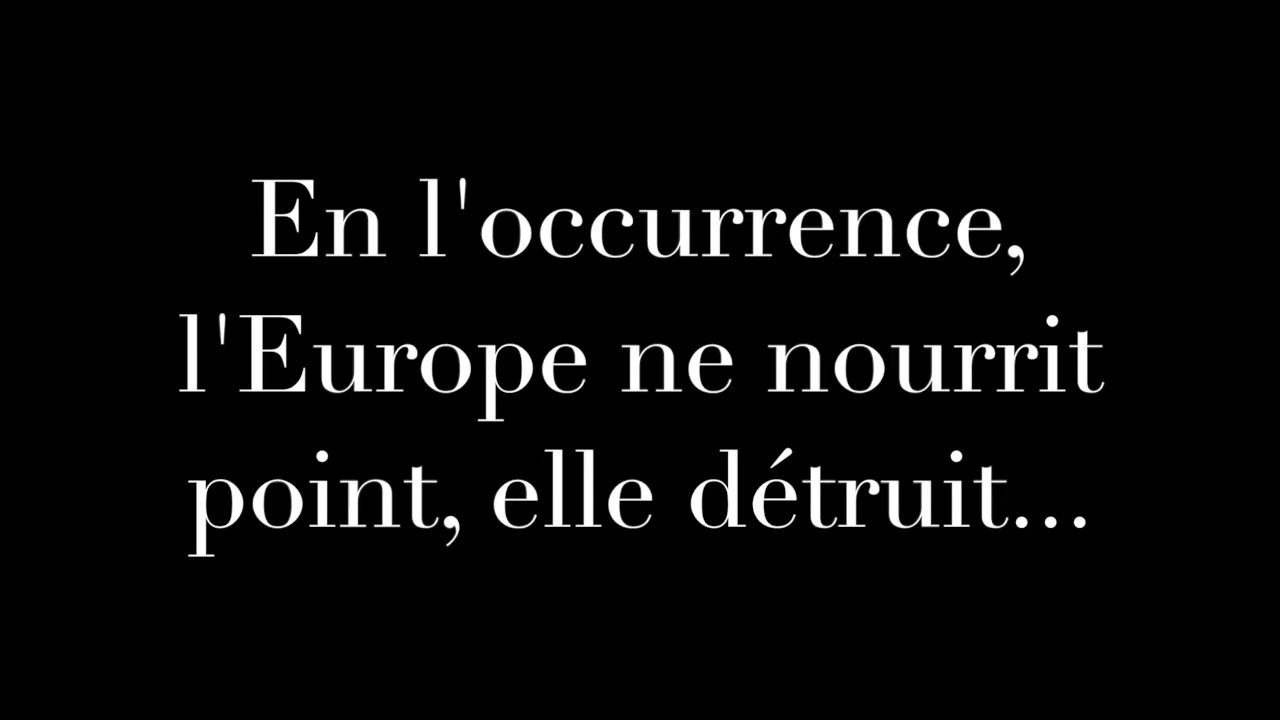 En l'occurrence,
l'Europe ne nourrit
point, elle détruit...